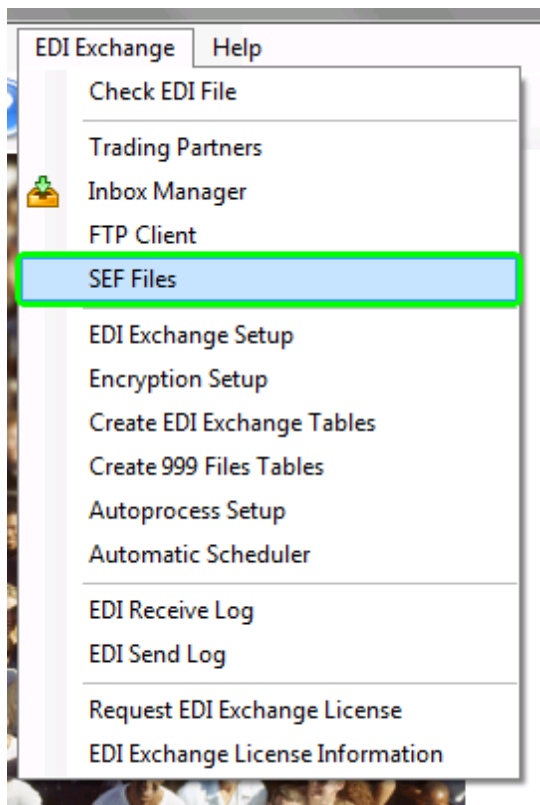 EDI Exchange Help
Check EDI File
Trading Partners
Inbox Manager
FTP Client
SEF Files
EDI Exchange Setup
Encryption Setup
Create EDI Exchange Tables
Create 999 Files Tables
Autoprocess Setup
Automatic Scheduler
EDI Receive Log
EDI Send Log
Request EDI Exchange License
EDI Exchange License Information